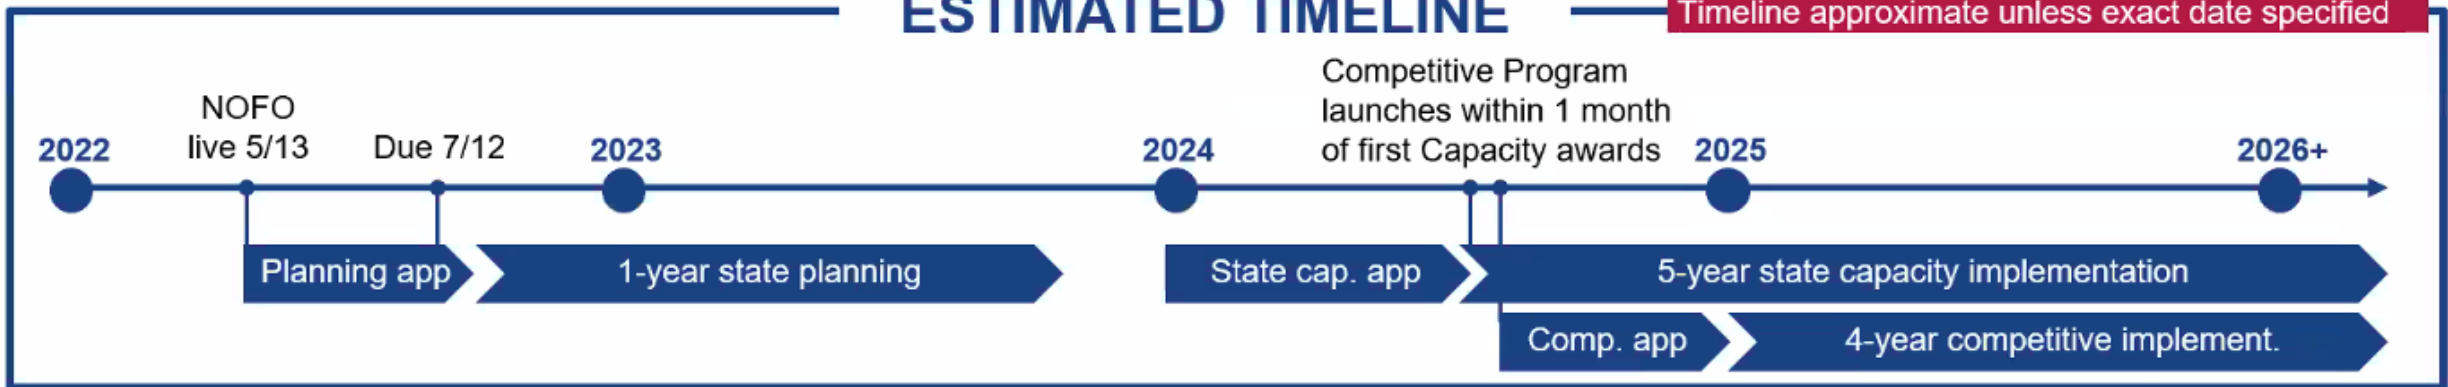 ESTIMATED TIMELINE
Timeline approximate unless exact date specified
Competitive Program
launches within 1 month
of first Capacity awards
NOFO
live 5/13
Due 7/12
2022
2023
2024
2025
2026+
Planning app
1-year state planning
State cap. app
5-year state capacity implementation
Comp. app
4-year competitive implement.